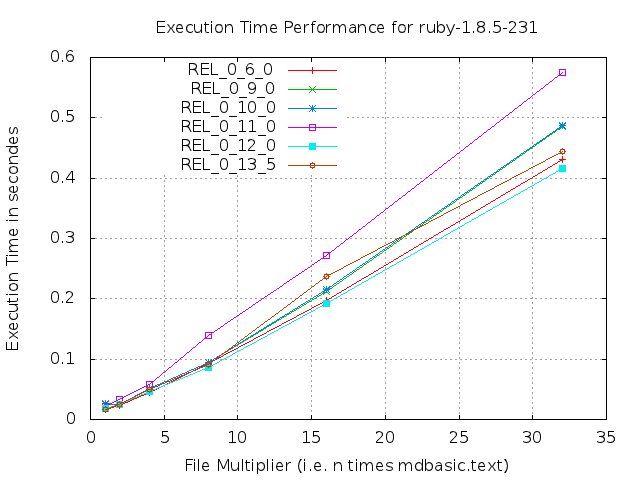 Execution Time Performance for ruby-1.8.5-231
0.6
0.5
0.4
0.3
0.2
0.1
0
Execution Time in secondes
REL_0_6_0
REL_0_9_0
REL_0_10_0
REL_0_11_0
REL_0_12_0
REL_0_13_5
0 5 10 15 20 25 30 35
File Multiplier (i.e. n times mdbasic.text)